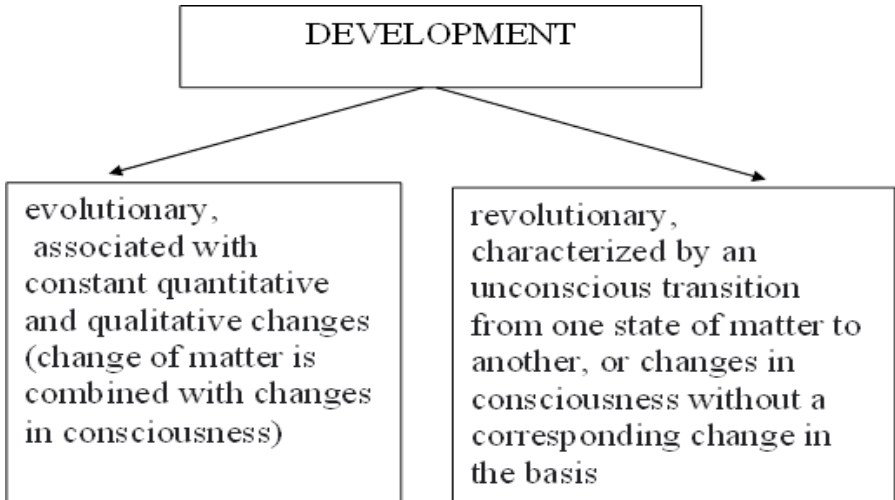 DEVELOPMENT
evolutionary,
associated with
constant quantitative
and qualitative changes
(change of matter is
combined with changes
in consciousness)
revolutionary,
characterized by an
unconscious transition
from one state of matter to
another, or changes in
consciousness without a
corresponding change in
the basis